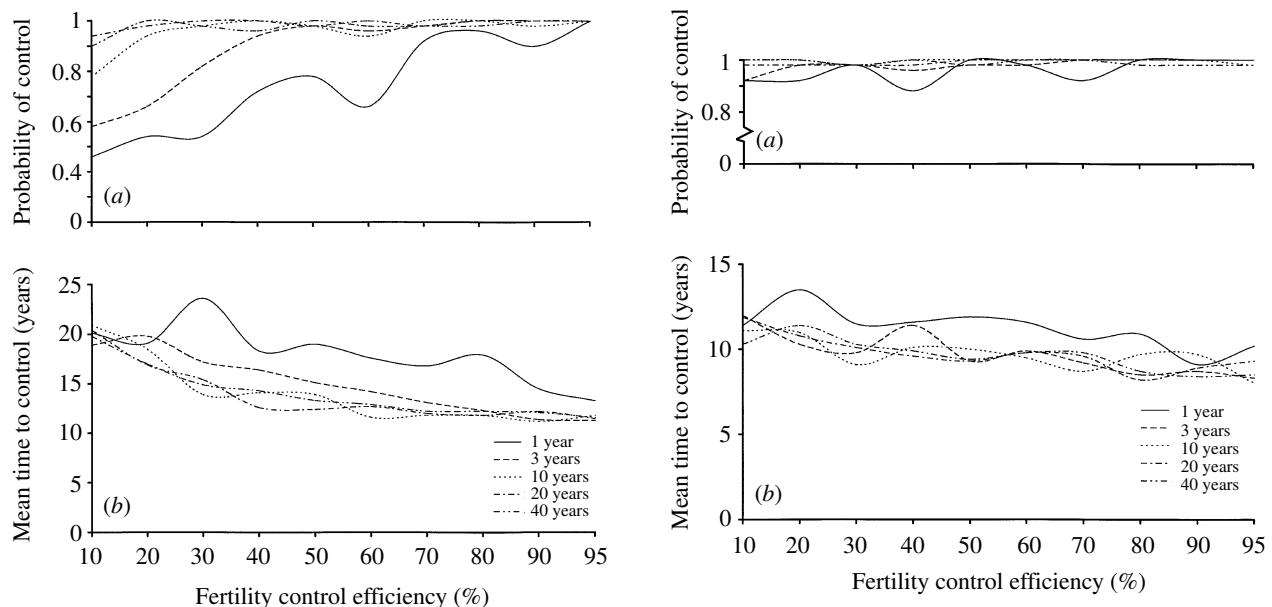 Probability of control
1
0.8
0.6
0.4
0
(a)
Mean time to control (years)
25
20
15
10
5
0
(b)
1 year
3 years
10 years
20 years
40 years
10 20 30 40 50 60 70 80 90 95
Fertility control efficiency (%)
Probability of control
1
0.8
0
(a)
Mean time to control (years)
15
10
5
0
(b)
1 year
3 years
10 years
20 years
40 years
10 20 30 40 50 60 70 80 90 95
Fertility control efficiency (%)